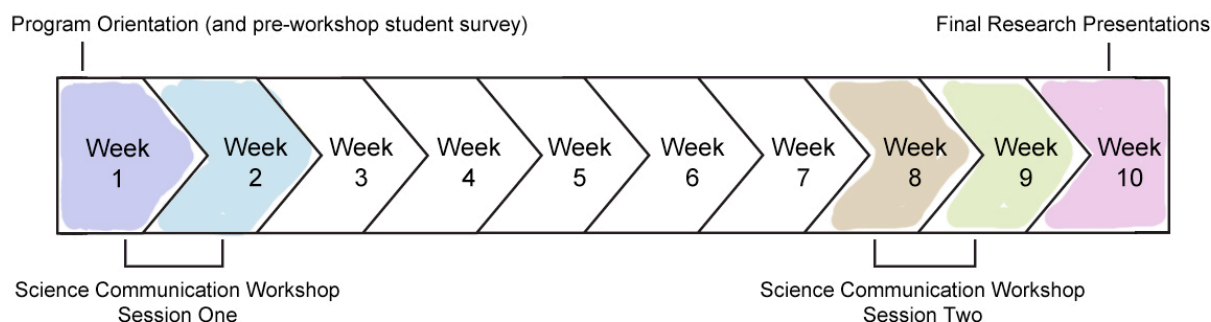 Program Orientation (and pre-workshop student survey)
Final Research Presentations
Week
1
Week
2
Week
3
Week
4
Week
5
Week
6
Week
7
Week
8
Week
9
Week
10
Science Communication Workshop
Session One
Science Communication Workshop
Session Two